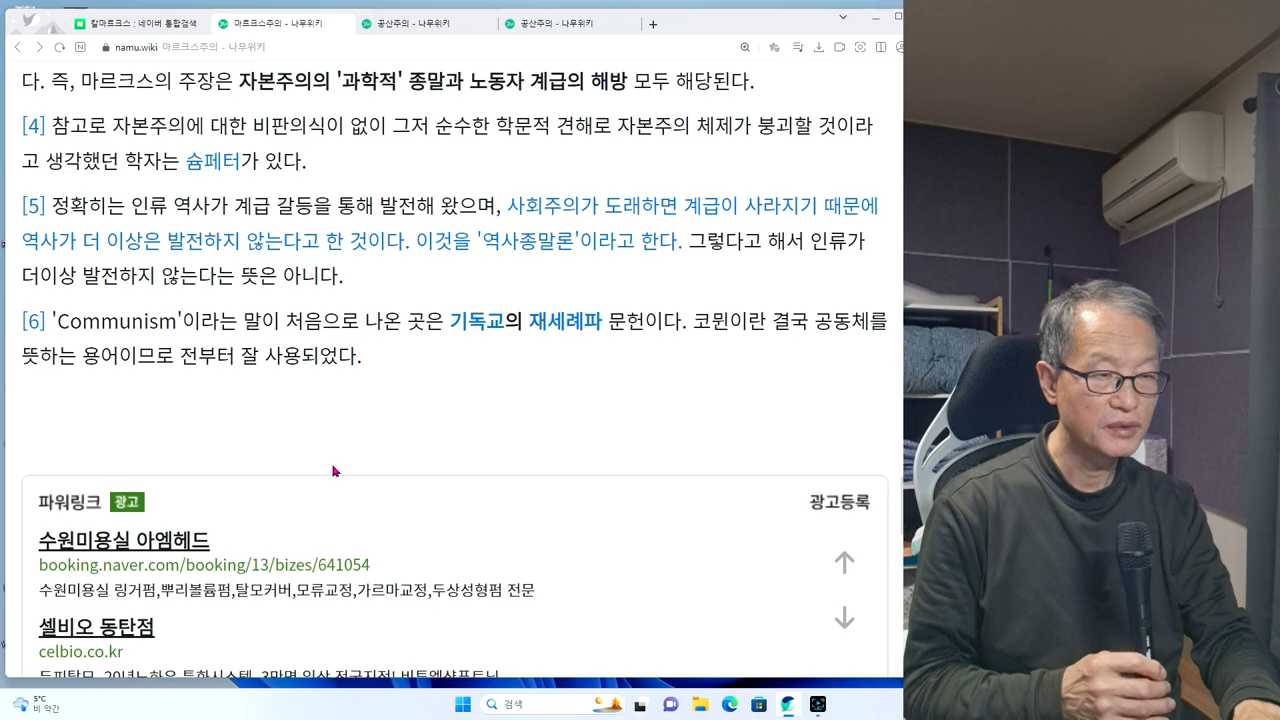 칼마르크스 : 네이버 통합검색
마르크스주의 - 나무위키
공산주의 - 나무위키
공산주의 - 나무위키
namu.wiki 마르크스주의 - 나무위키
다. 즉, 마르크스의 주장은 자본주의의 '과학적' 종말과 노동자 계급의 해방 모두 해당된다.
[4] 참고로 자본주의에 대한 비판의식이 없이 그저 순수한 학문적 견해로 자본주의 체제가 붕괴할 것이라
고 생각했던 학자는 슘페터가 있다.
[5] 정확히는 인류 역사가 계급 갈등을 통해 발전해 왔으며, 사회주의가 도래하면 계급이 사라지기 때문에
역사가 더 이상은 발전하지 않는다고 한 것이다. 이것을 '역사종말론'이라고 한다. 그렇다고 해서 인류가
더이상 발전하지 않는다는 뜻은 아니다.
[6] 'Communism'이라는 말이 처음으로 나온 곳은 기독교의 재세례파 문헌이다. 코뮌이란 결국 공동체를
뜻하는 용어이므로 전부터 잘 사용되었다.
파워링크 광고
광고등록
수원미용실 아엠헤드
booking.naver.com/booking/13/bizes/641054
수원미용실 링거펌,뿌리볼륨펌,탈모커버,모류교정,가르마교정,두상성형펌 전문
셀비오 동탄점
celbio.co.kr
5°C
비 약간
검색